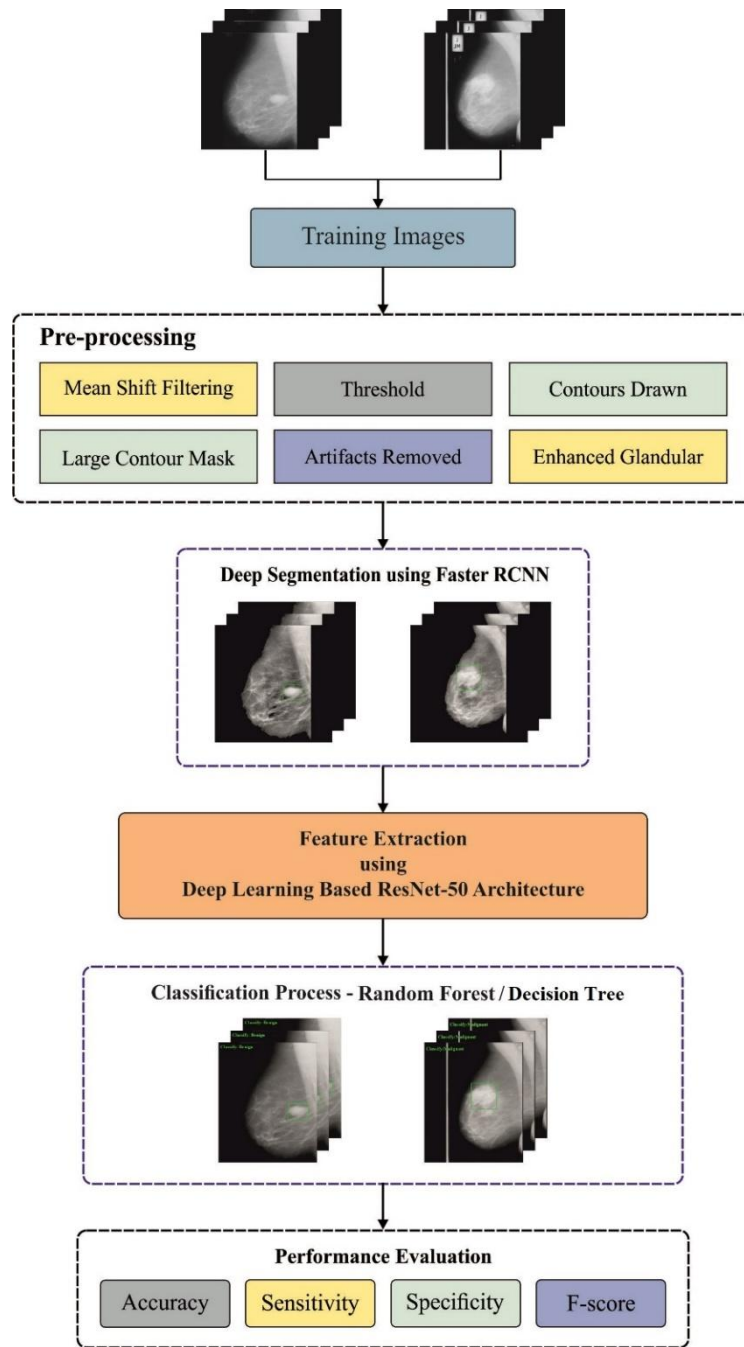 Training Images
Pre-processing
Mean Shift Filtering
Threshold
Contours Drawn
Large Contour Mask
Artifacts Removed
Enhanced Glandular
Deep Segmentation using Faster RCNN
Feature Extraction
using
Deep Learning Based ResNet-50 Architecture
Classification Process - Random Forest / Decision Tree
Performance Evaluation
Accuracy
Sensitivity
Specificity
F-score